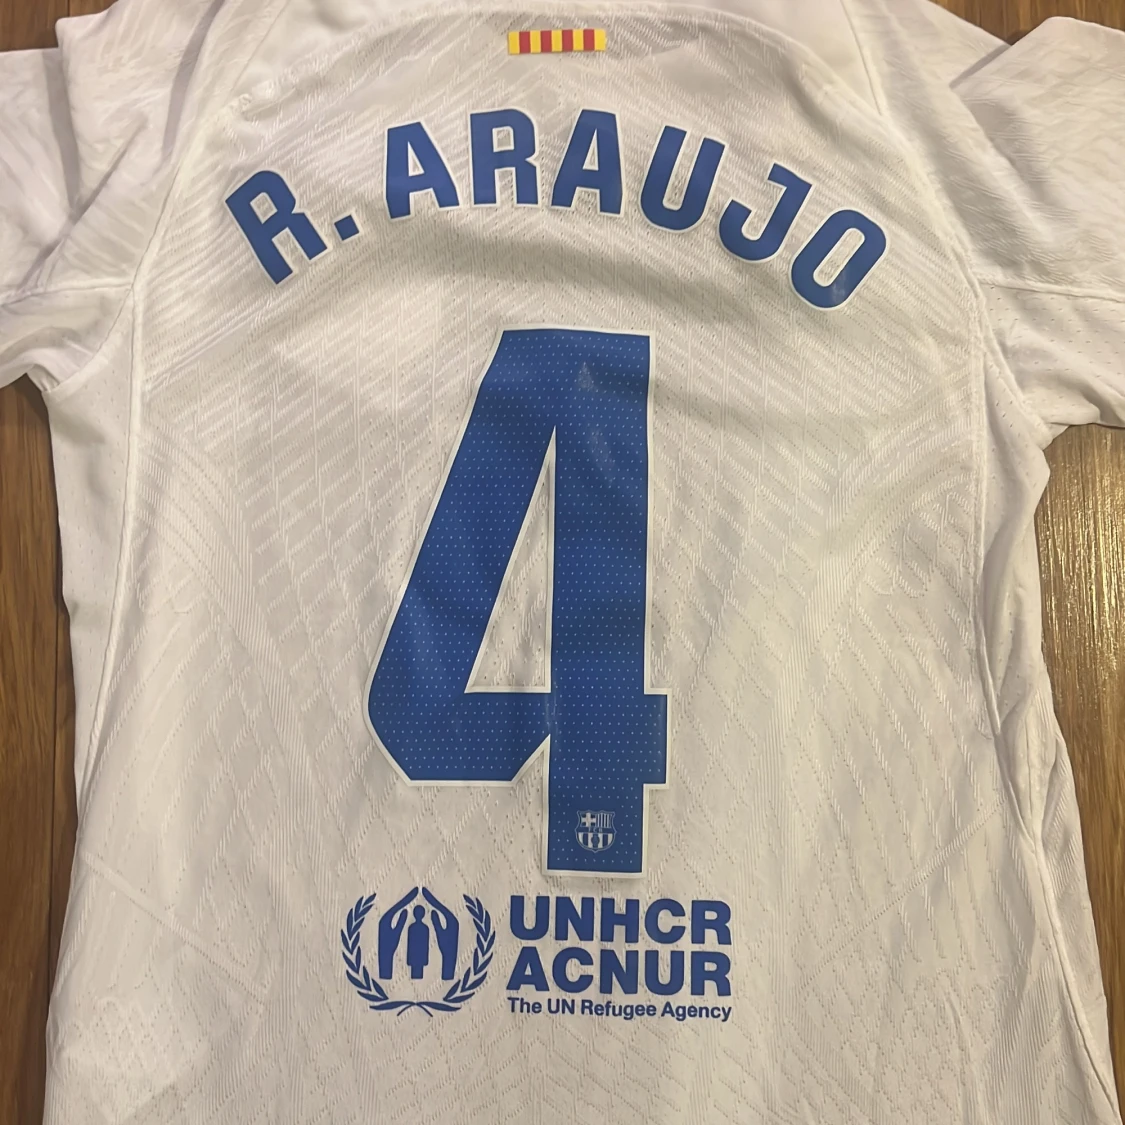 R. ARAUJO
4
UNHCR
ACNUR
The UN Refugee Agency